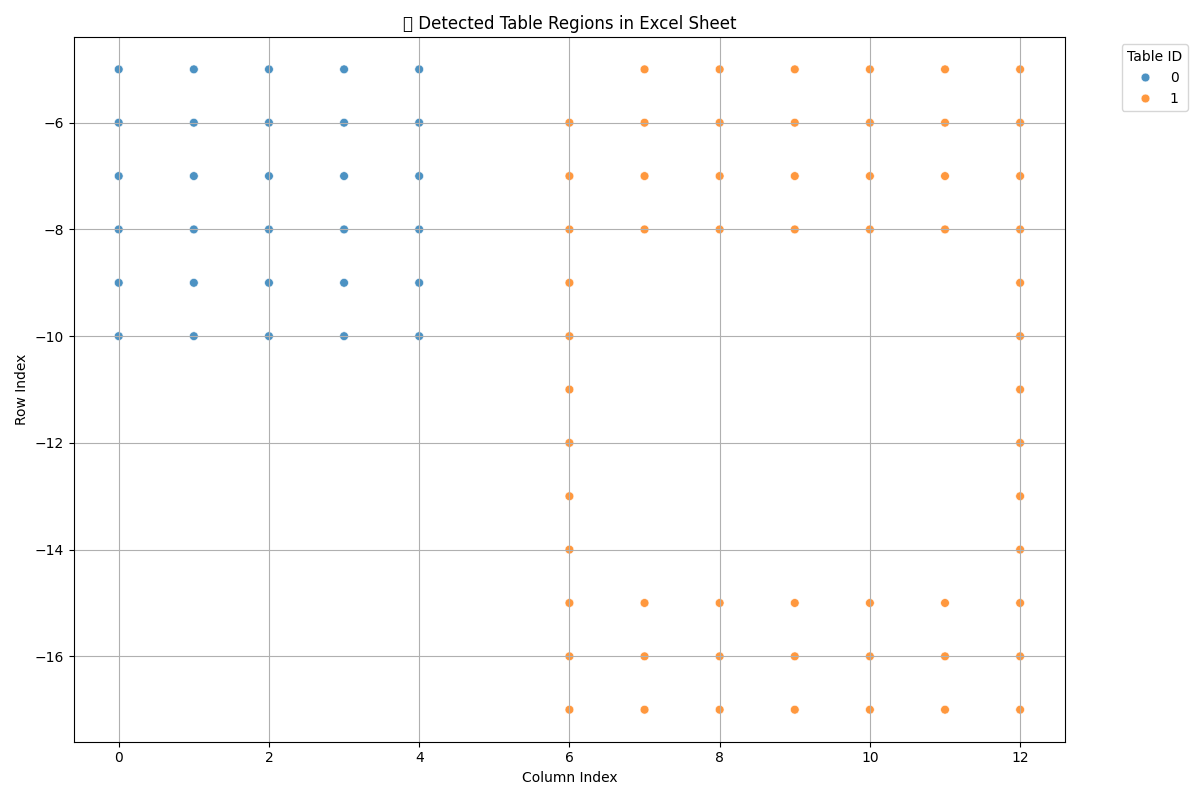 Detected Table Regions in Excel Sheet
Table ID
0
1
Row Index
−6
−8
−10
−12
−14
−16
0 2 4 6 8 10 12
Column Index